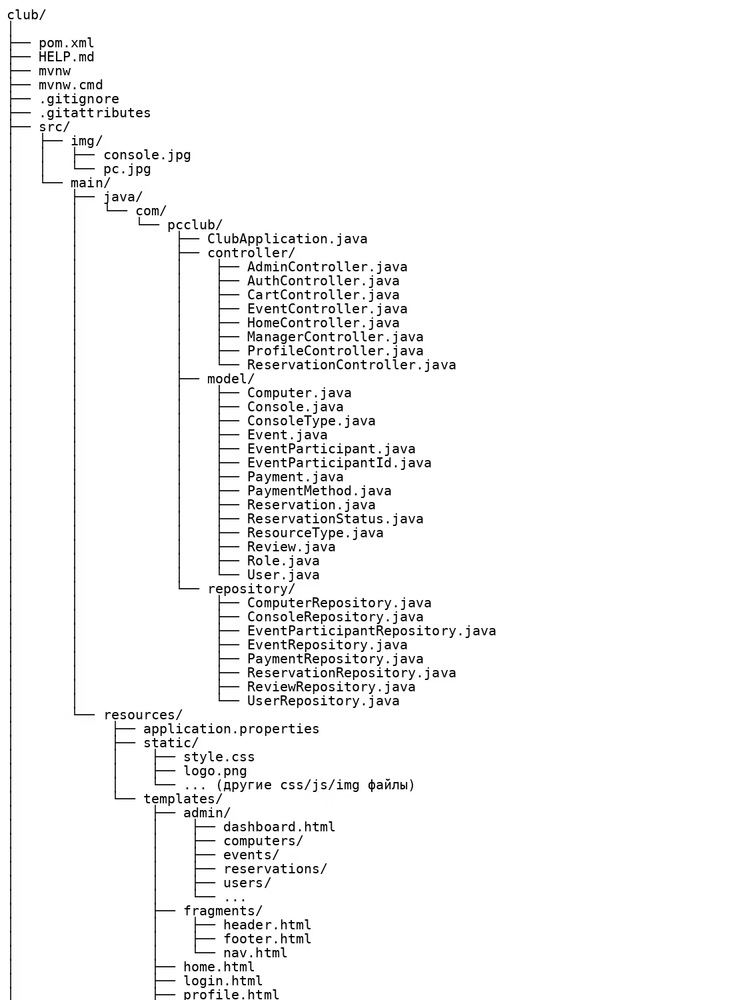 club/
│
├── pom.xml
├── HELP.md
├── mvnw
├── mvnw.cmd
├── .gitignore
├── .gitattributes
├── src/
│   ├── img/
│   │   ├── console.jpg
│   │   └── pc.jpg
│   └── main/
│       ├── java/
│       │   └── com/
│       │       └── pcclub/
│       │            ├── ClubApplication.java
│       │            ├── controller/
│       │            │    ├── AdminController.java
│       │            │    ├── AuthController.java
│       │            │    ├── CartController.java
│       │            │    ├── EventController.java
│       │            │    ├── HomeController.java
│       │            │    ├── ManagerController.java
│       │            │    ├── ProfileController.java
│       │            │    └── ReservationController.java
│       │            ├── model/
│       │            │    ├── Computer.java
│       │            │    ├── Console.java
│       │            │    ├── ConsoleType.java
│       │            │    ├── Event.java
│       │            │    ├── EventParticipant.java
│       │            │    ├── EventParticipantId.java
│       │            │    ├── Payment.java
│       │            │    ├── PaymentMethod.java
│       │            │    ├── Reservation.java
│       │            │    ├── ReservationStatus.java
│       │            │    ├── ResourceType.java
│       │            │    ├── Review.java
│       │            │    ├── Role.java
│       │            │    └── User.java
│       │            └── repository/
│       │                 ├── ComputerRepository.java
│       │                 ├── ConsoleRepository.java
│       │                 ├── EventParticipantRepository.java
│       │                 ├── EventRepository.java
│       │                 ├── PaymentRepository.java
│       │                 ├── ReservationRepository.java
│       │                 ├── ReviewRepository.java
│       │                 └── UserRepository.java
│       └── resources/
│            ├── application.properties
│            ├── static/
│            │    ├── style.css
│            │    ├── logo.png
│            │    └── ... (другие css/js/img файлы)
│            └── templates/
│                 ├── admin/
│                 │    ├── dashboard.html
│                 │    ├── computers/
│                 │    ├── events/
│                 │    ├── reservations/
│                 │    ├── users/
│                 │    └── ...
│                 ├── fragments/
│                 │    ├── header.html
│                 │    ├── footer.html
│                 │    └── nav.html
│                 ├── home.html
│                 ├── login.html
│                 ├── profile.html